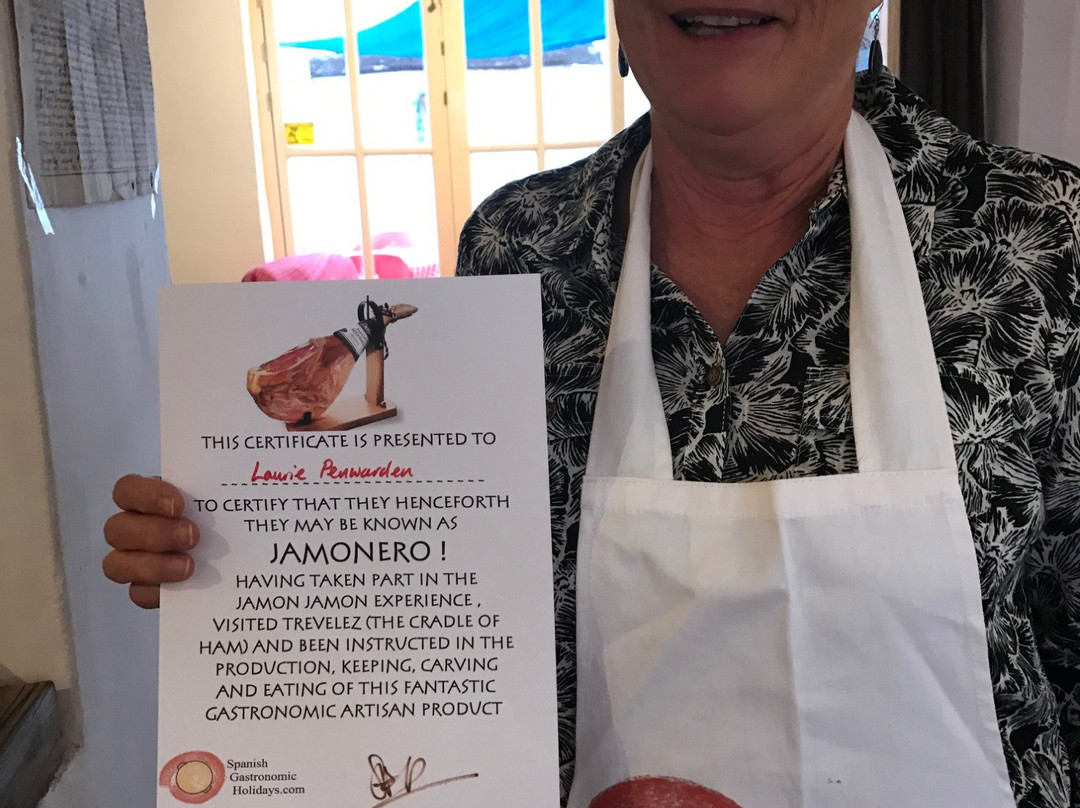 THIS CERTIFICATE IS PRESENTED TO
Laurie Penwarden
TO CERTIFY THAT THEY HENCEFORTH
THEY MAY BE KNOWN AS
JAMONERO !
HAVING TAKEN PART IN THE
JAMON JAMON EXPERIENCE ,
VISITED TREVELEZ (THE CRADLE OF
HAM) AND BEEN INSTRUCTED IN THE
PRODUCTION, KEEPING, CARVING
AND EATING OF THIS FANTASTIC
GASTRONOMIC ARTISAN PRODUCT
Spanish
Gastronomic
Holidays.com